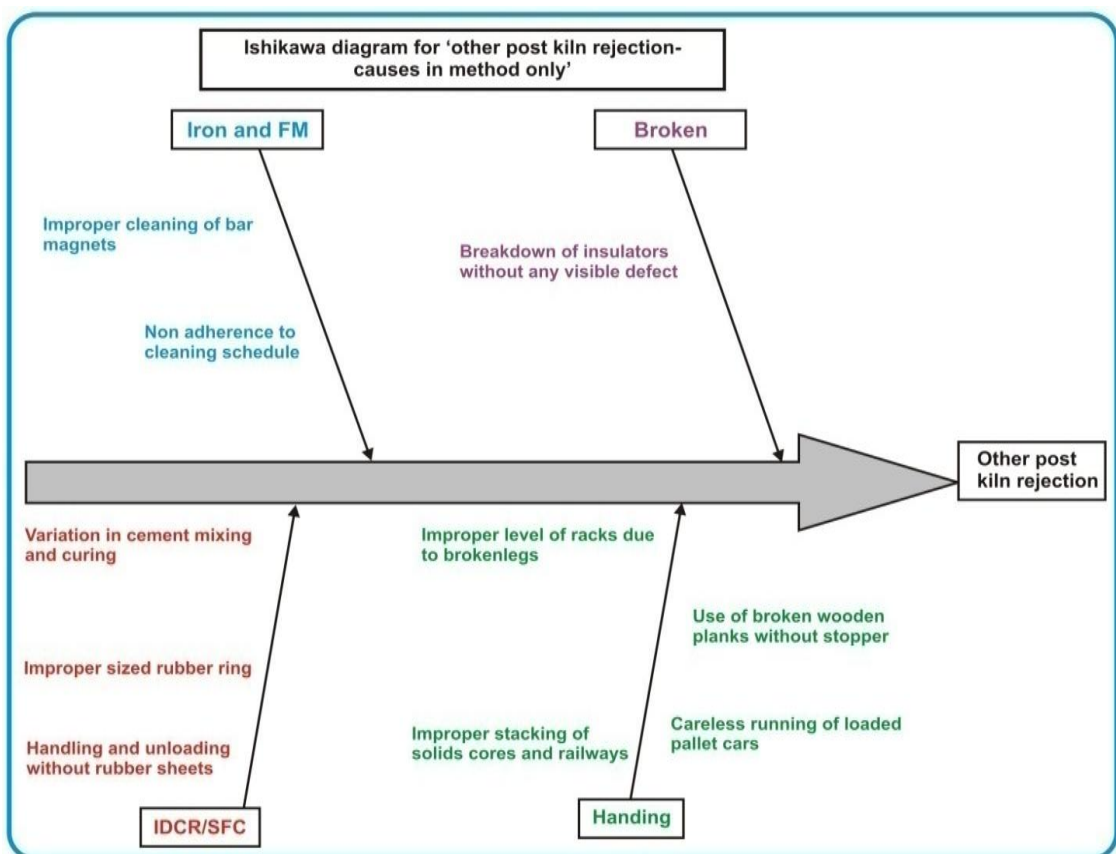 Ishikawa diagram for ‘other post kiln rejection-
causes in method only’
Iron and FM
Broken
Improper cleaning of bar
magnets
Breakdown of insulators
without any visible defect
Non adherence to
cleaning schedule
Other post
kiln rejection
Variation in cement mixing
and curing
Improper level of racks due
to brokenlegs
Use of broken wooden
planks without stopper
Improper sized rubber ring
Handling and unloading
without rubber sheets
Improper stacking of
solids cores and railways
Careless running of loaded
pallet cars
IDCR/SFC
Handing